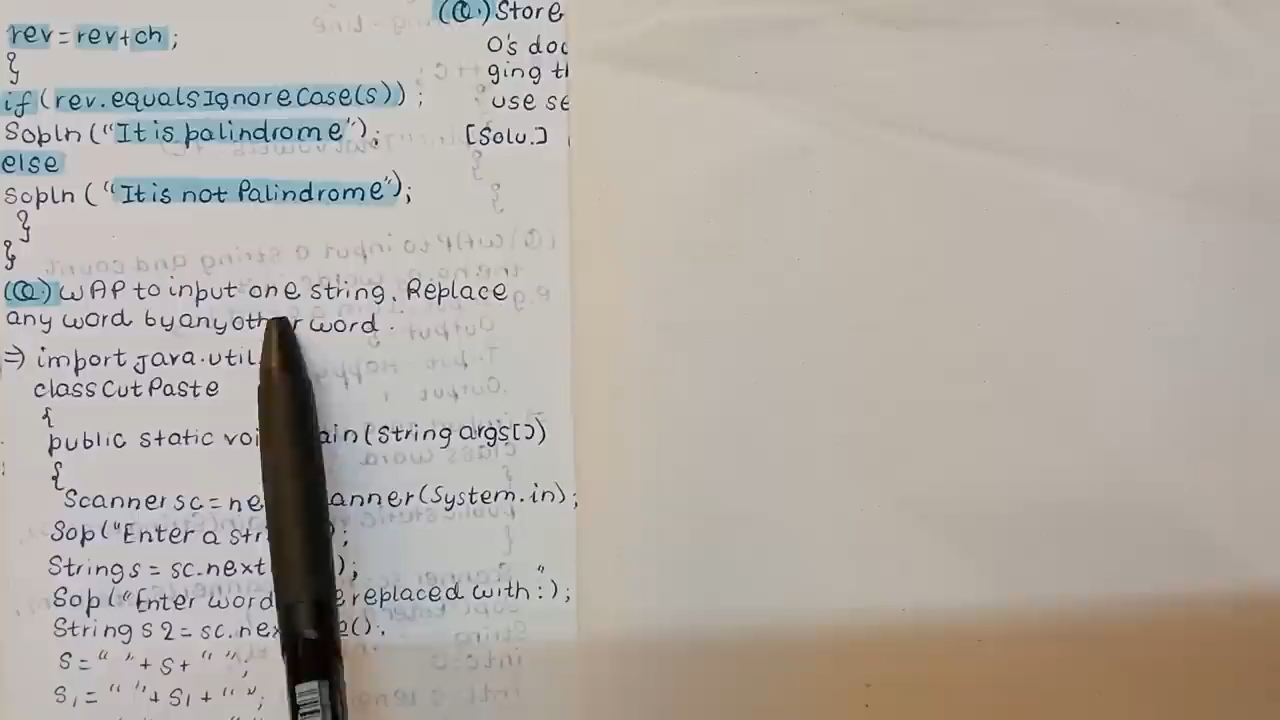 rev=rev+ch;
}
if(rev.equalsIgnoreCase(s));
Sopln("It is palindrome");
else
Sopln("It is not Palindrome");
}
}
(Q.) WAP to input one string. Replace
any word by any other word.
⇒ import java.util
class CutPaste
{
public static voi ain(String args[])
{
Scanner sc=ne anner(System.in);
Sop("Enter a str ;
String s = sc.next );
Sop("Enter word e replaced with:");
String s2 = sc.nex ();
s=" "+s+" ";
s1=" "+s1+" ";
(Q.) Store
0's doc
ging th
use se
[Solu.]